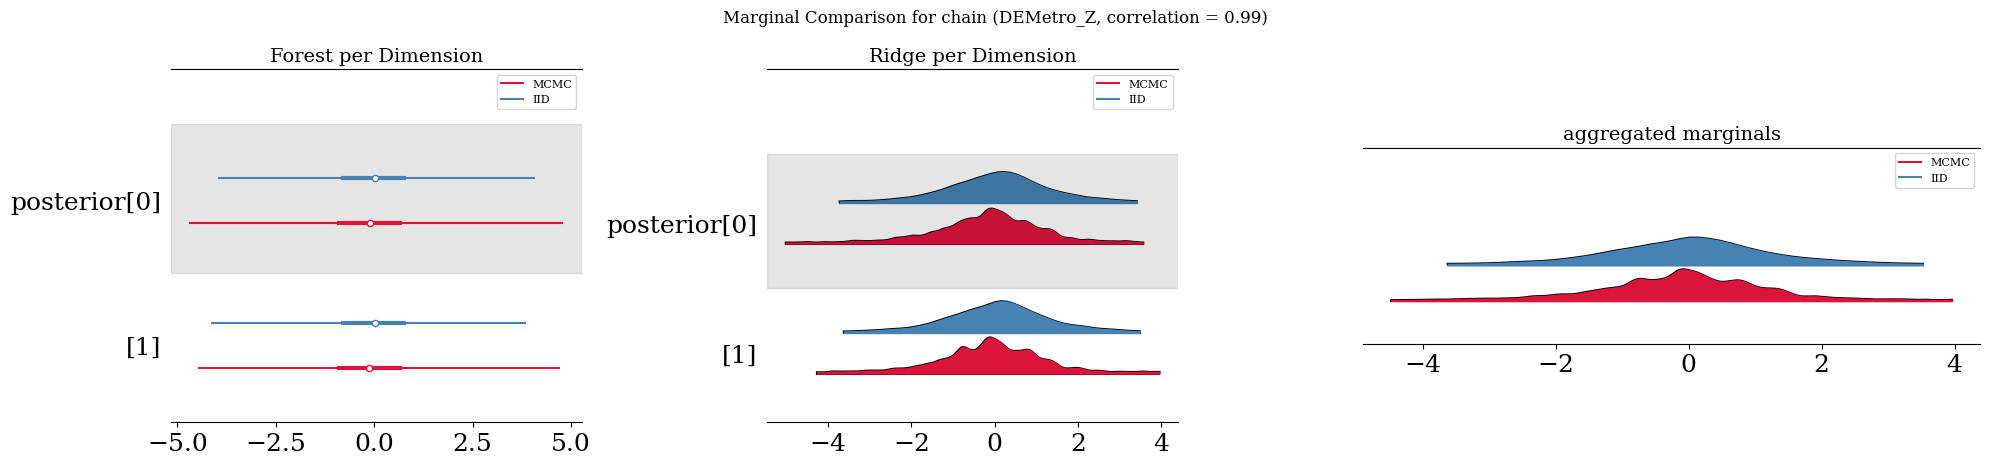 Marginal Comparison for chain (DEMetro_Z, correlation = 0.99)
Forest per Dimension
MCMC
IID
posterior[0]
[1]
−5.0 −2.5 0.0 2.5 5.0
Ridge per Dimension
MCMC
IID
posterior[0]
[1]
−4 −2 0 2 4
aggregated marginals
MCMC
IID
−4 −2 0 2 4